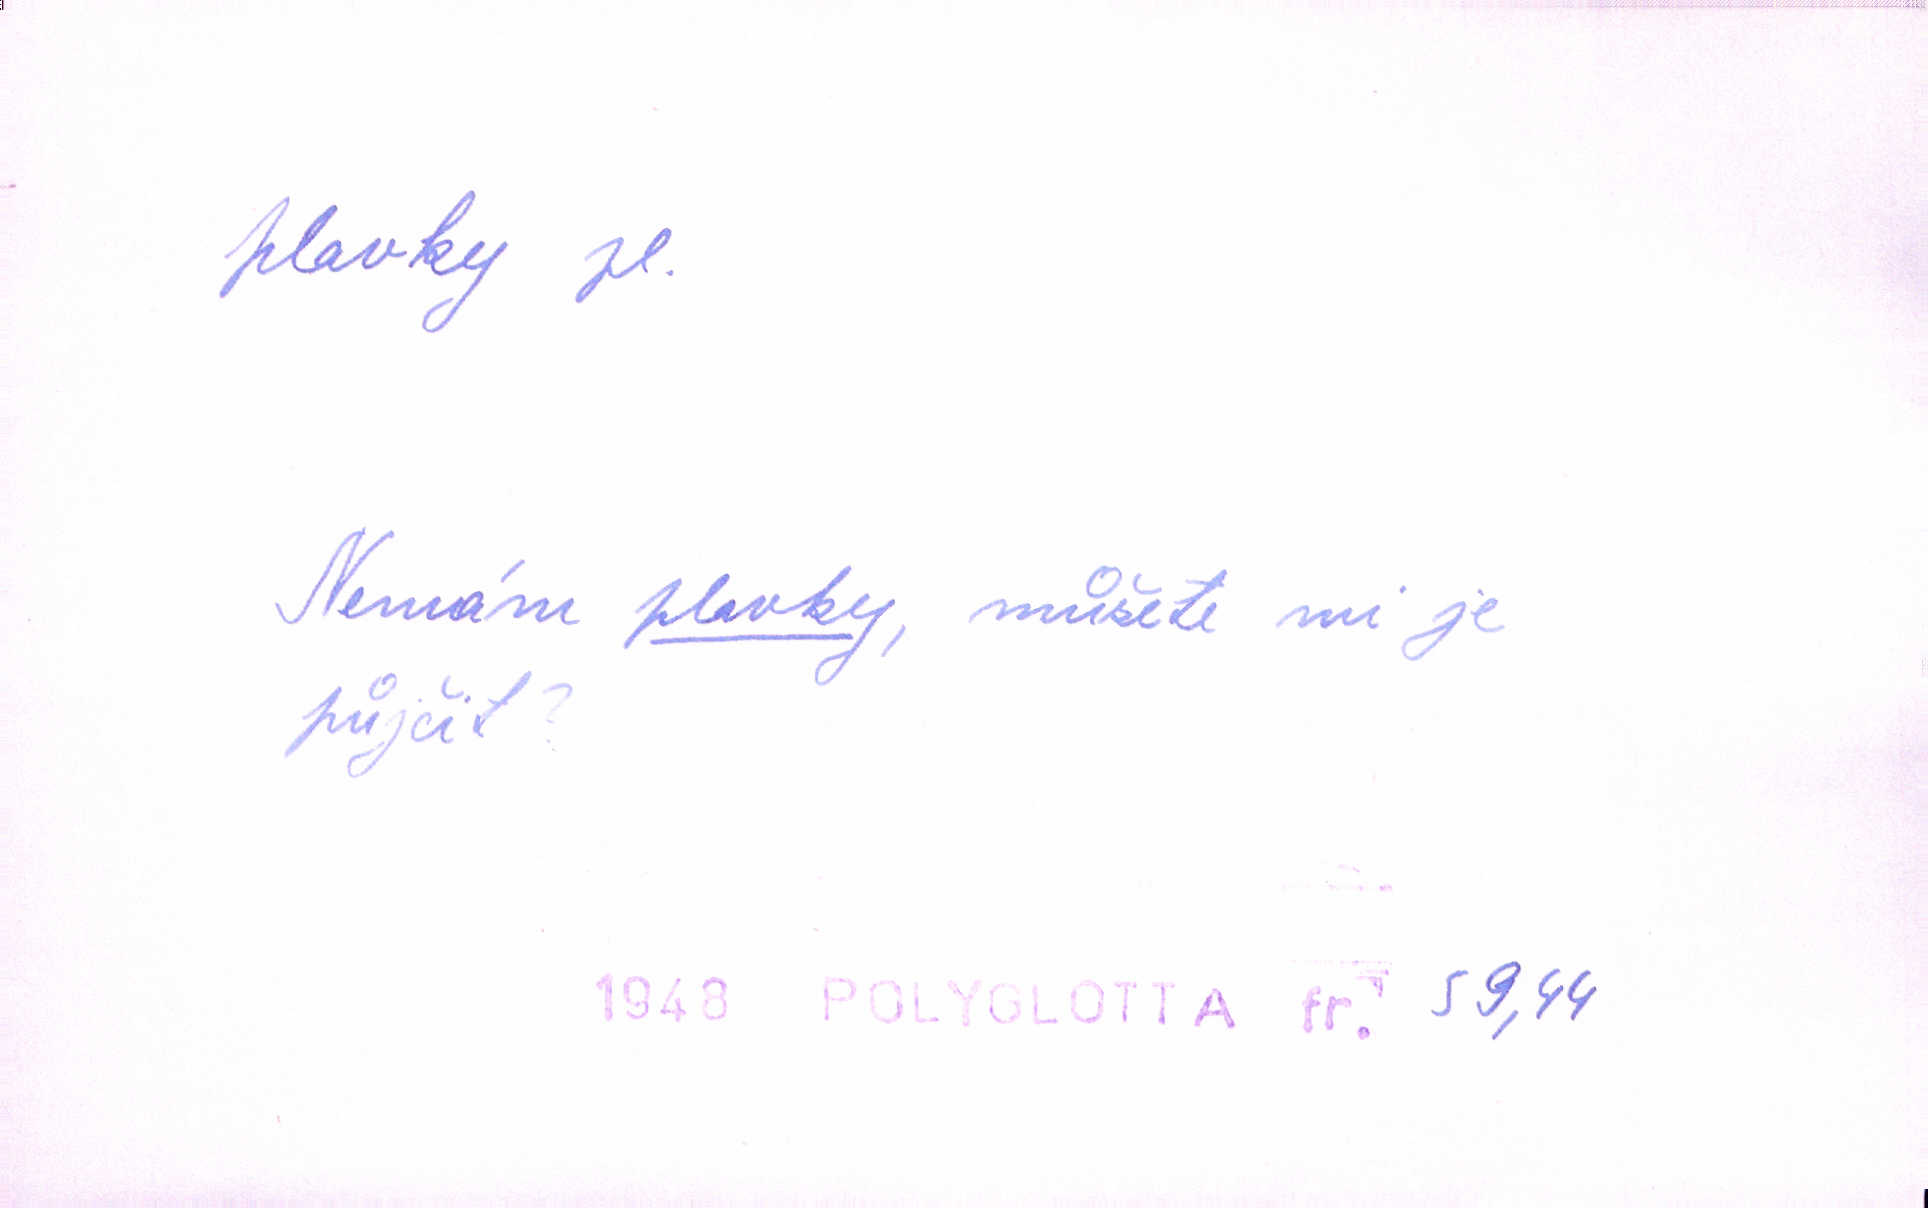 plavky pl.
Nemám plavky, můžete mi je
půjčit?
1948 POLYGLOTTA fr. 59,44